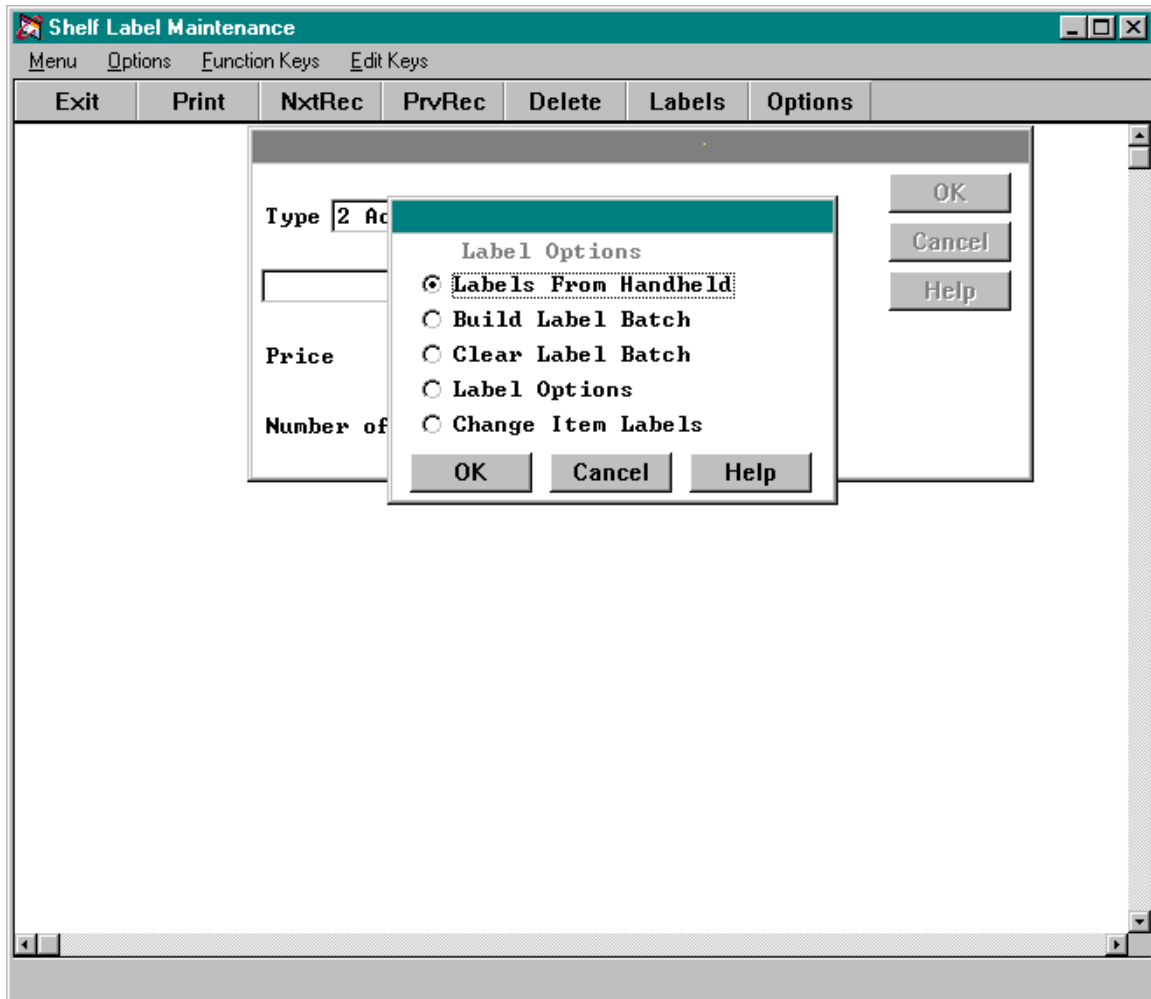 Shelf Label Maintenance
Menu Options Function Keys Edit Keys
Exit Print NxtRec PrvRec Delete Labels Options
OK
Type 2 Ac
Cancel
Help
Price
Number of
Label Options
Labels From Handheld
Build Label Batch
Clear Label Batch
Label Options
Change Item Labels
OK Cancel Help